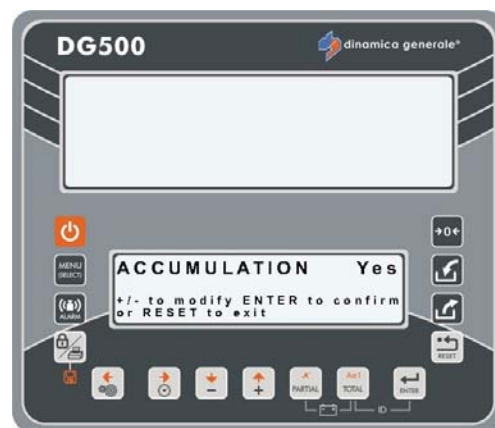 DG500
dinamica generale®
→0←
MENU
(SELECT)
ALARM
ACCUMULATION Yes
+/- to modify ENTER to confirm
or RESET to exit
RESET
PARTIAL
TOTAL
ENTER
ID